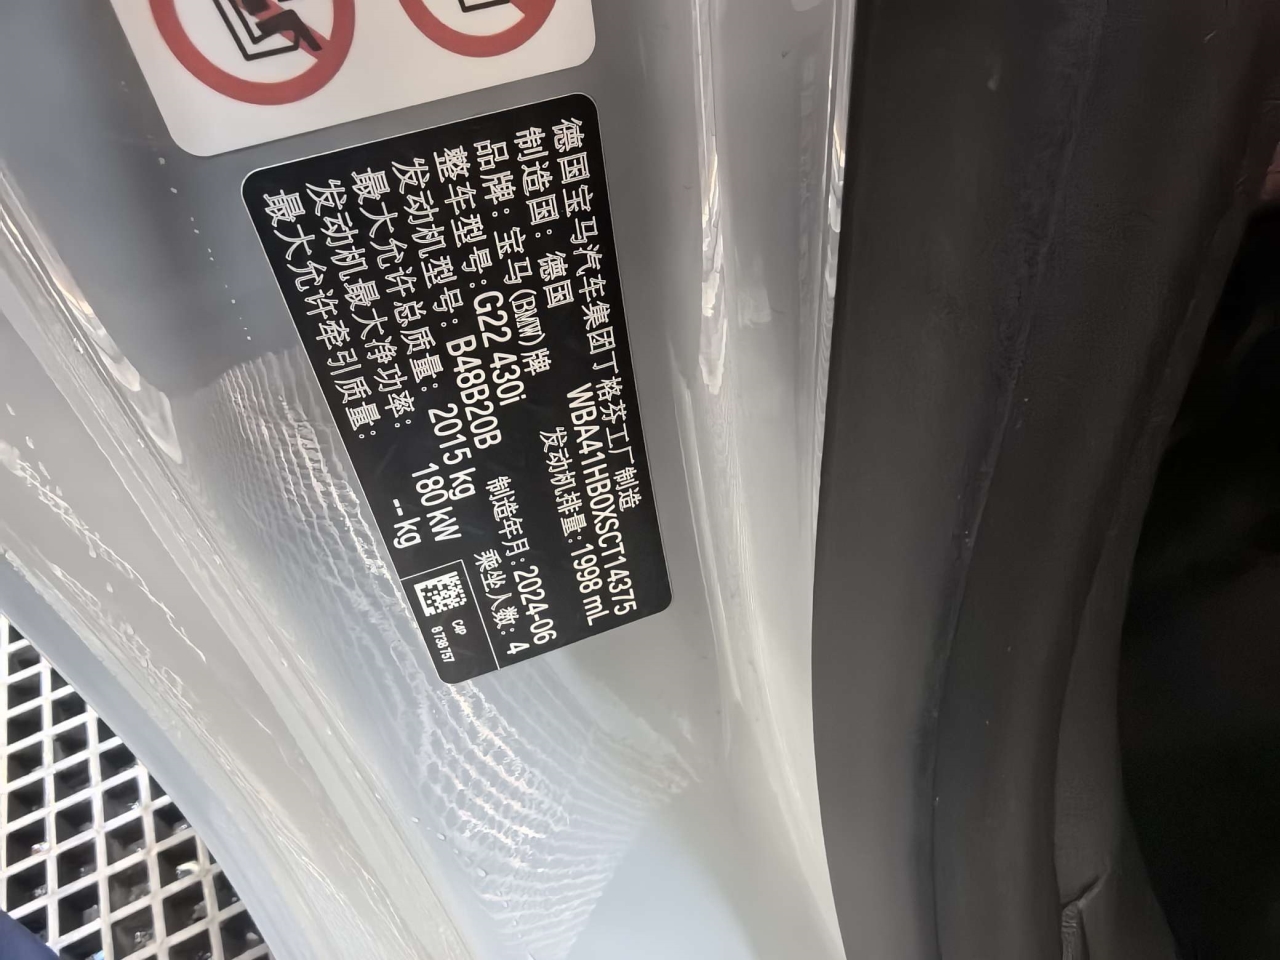 德国宝马汽车集团丁格芬工厂制造
制造国：德国 WBA41HB0XSCT14375
品牌：宝马(BMW)牌 发动机排量：1998 mL
整车型号：G22 430i
发动机型号：B48B20B 制造年月：2024-06
最大允许总质量：2015 kg 乘坐人数：4
发动机最大净功率：180 kW
最大允许牵引质量：-- kg
C4P
8 738 757